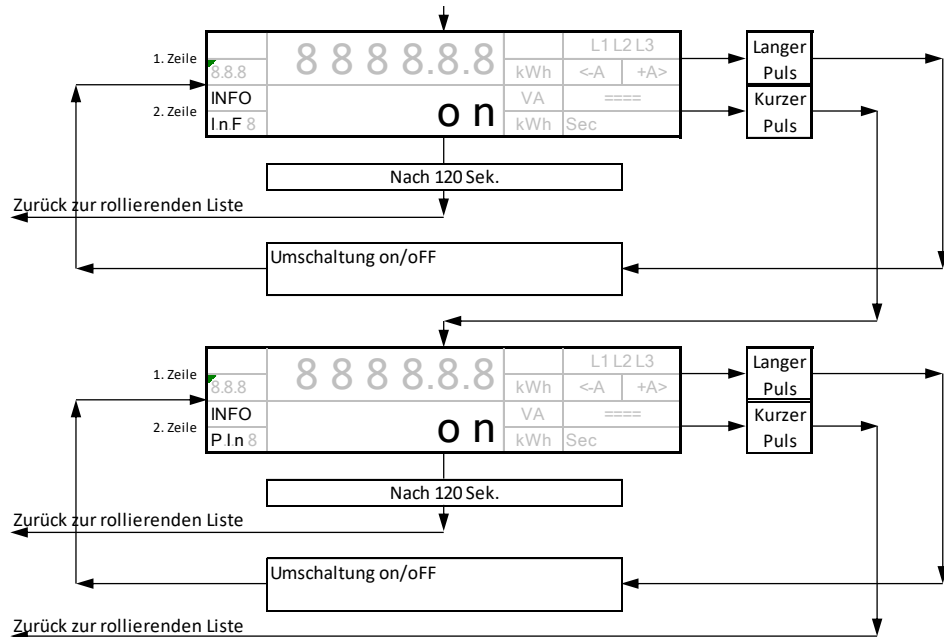 8 8 8 8.8.8
L1 L2 L3
1. Zeile
8.8.8
kWh
<-A
+A>
Langer
Puls
INFO
VA
====
Kurzer
Puls
2. Zeile
I.n.F 8
o n
kWh
Sec
Nach 120 Sek.
Zurück zur rollierenden Liste
Umschaltung on/oFF
8 8 8 8.8.8
L1 L2 L3
1. Zeile
8.8.8
kWh
<-A
+A>
Langer
Puls
INFO
VA
====
Kurzer
Puls
2. Zeile
P.I.n 8
o n
kWh
Sec
Nach 120 Sek.
Zurück zur rollierenden Liste
Umschaltung on/oFF
Zurück zur rollierenden Liste